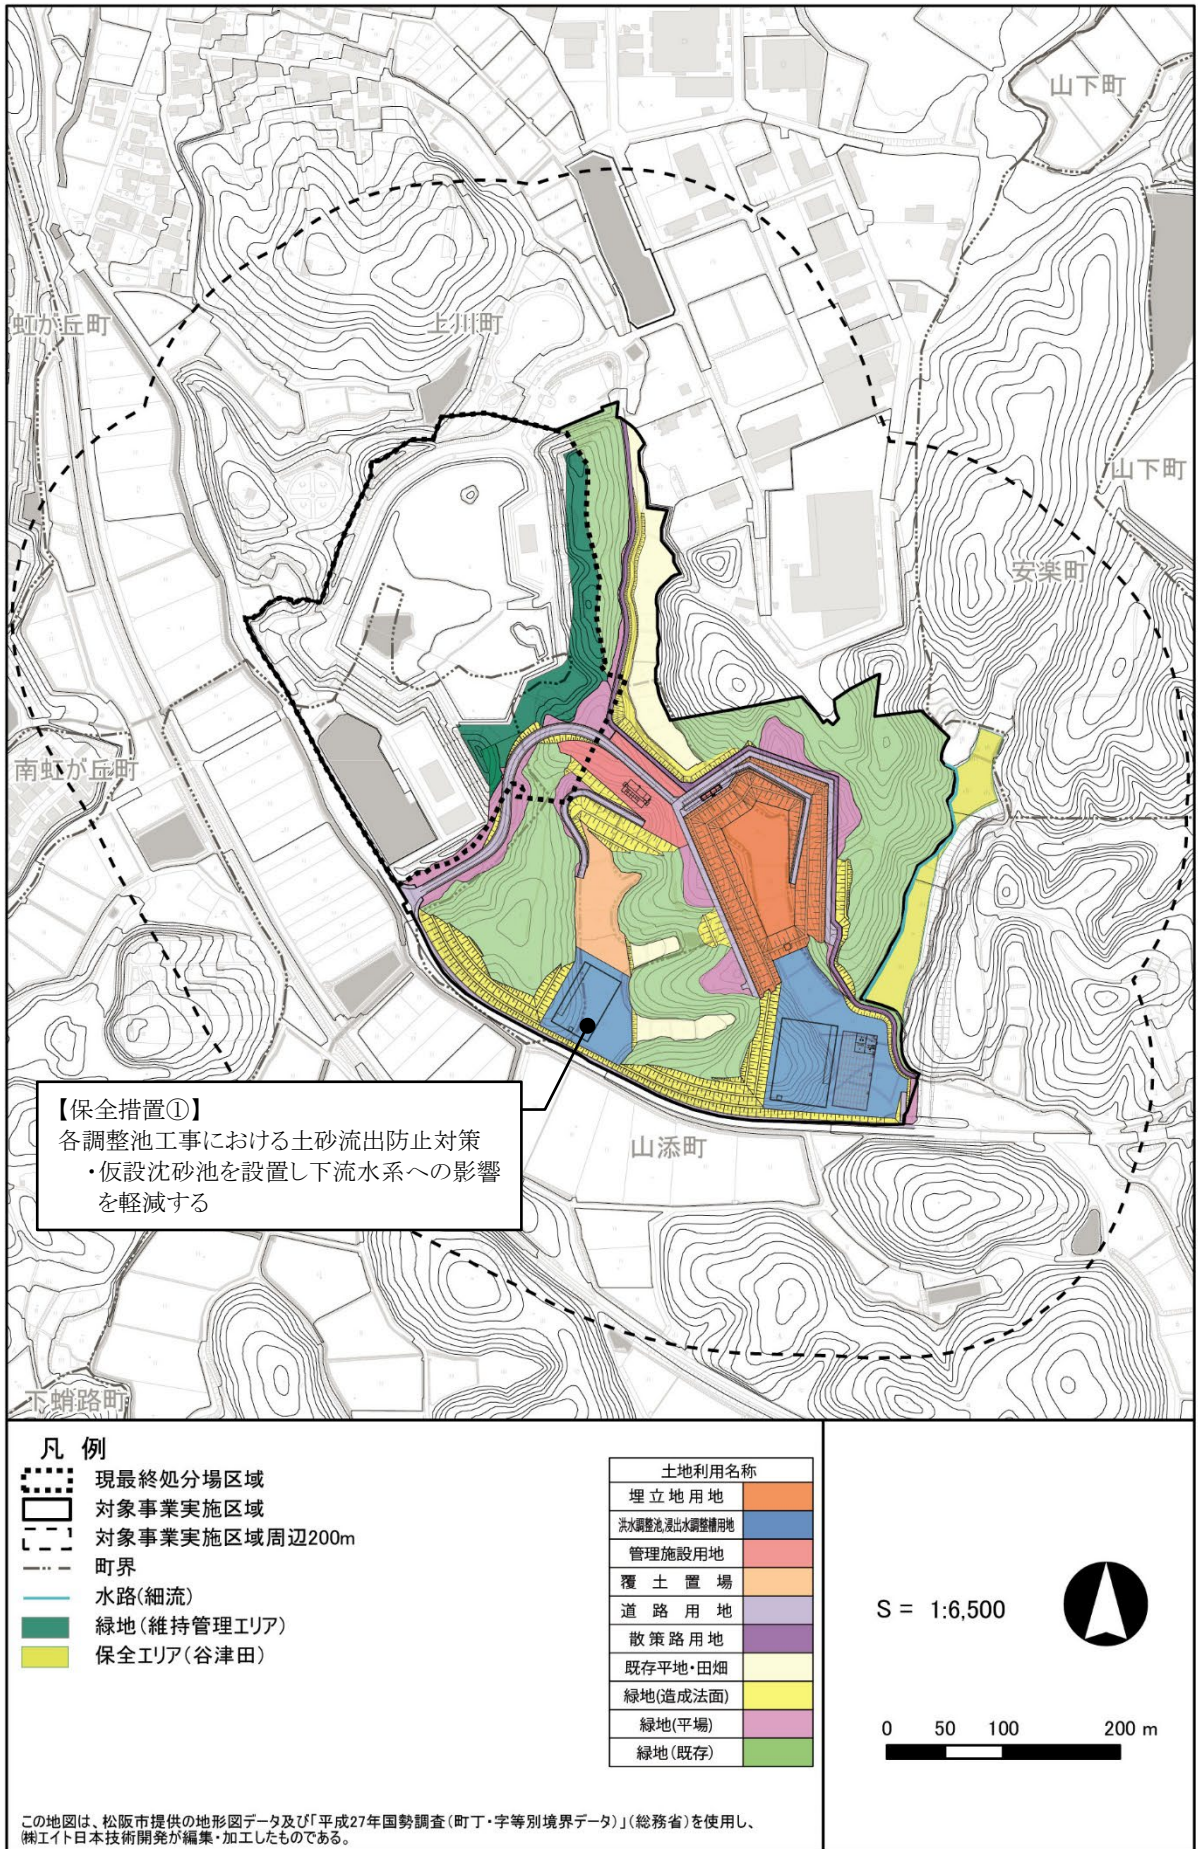 山下町
虹が丘町
上川町
山下町
安楽町
南虹が丘町
【保全措置①】
各調整池工事における土砂流出防止対策
・仮設沈砂池を設置し下流水系への影響
を軽減する
山添町
下蛸路町
凡 例
現最終処分場区域
対象事業実施区域
対象事業実施区域周辺200m
町界
水路(細流)
緑地(維持管理エリア)
保全エリア(谷津田)
土地利用名称
埋立地用地
洪水調整池,浸出水調整槽用地
管理施設用地
覆土置場
道路用地
散策路用地
既存平地・田畑
緑地(造成法面)
緑地(平場)
緑地(既存)
S = 1:6,500
0 50 100 200 m
この地図は、松阪市提供の地形図データ及び「平成27年国勢調査(町丁・字等別境界データ)」(総務省)を使用し、
㈱エイト日本技術開発が編集・加工したものである。